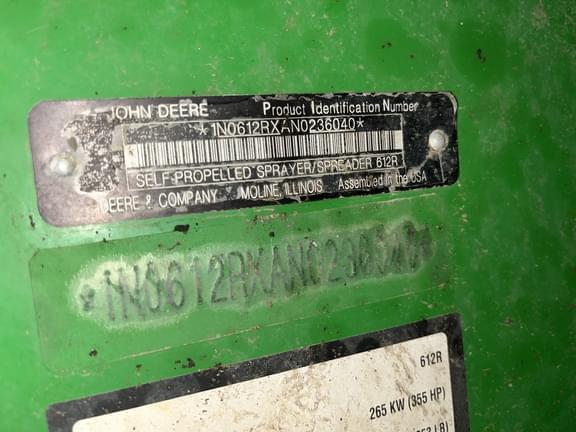 JOHN DEERE Product Identification Number
*1N0612RXAN0236040*
SELF-PROPELLED SPRAYER/SPREADER 612R
DEERE & COMPANY MOLINE, ILLINOIS Assembled in the USA
*1N0612RXAN0236040*
612R
265 KW (355 HP)